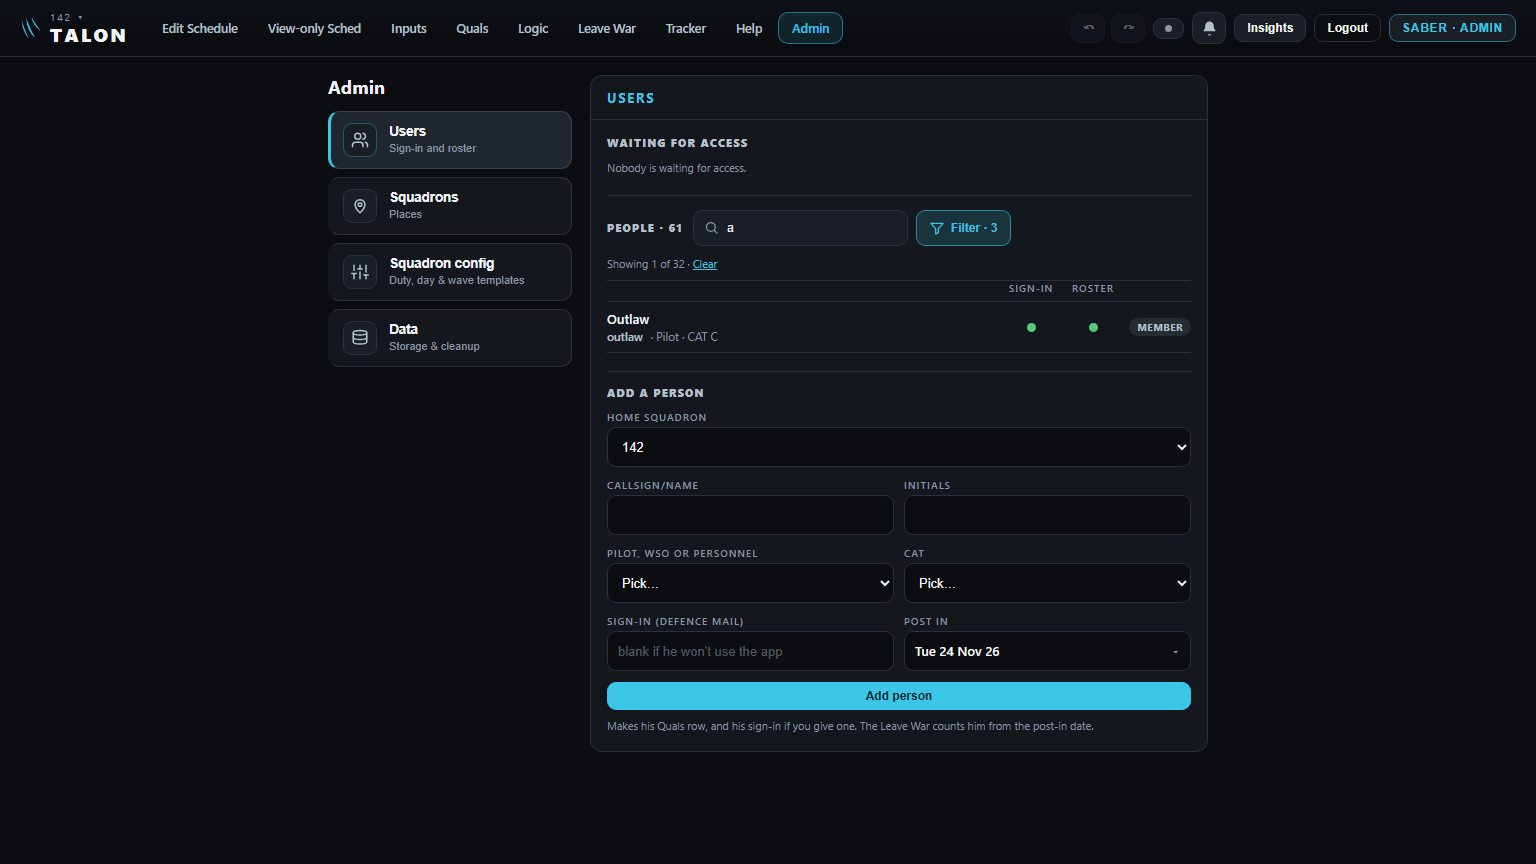 142 ▾
TALON
Edit Schedule
View-only Sched
Inputs
Quals
Logic
Leave War
Tracker
Help
Admin
Insights
Logout
SABER · ADMIN
Admin
Users
Sign-in and roster
Squadrons
Places
Squadron config
Duty, day & wave templates
Data
Storage & cleanup
USERS
WAITING FOR ACCESS
Nobody is waiting for access.
PEOPLE · 61
a
Filter · 3
Showing 1 of 32 · Clear
SIGN-IN ROSTER
Outlaw
outlaw · Pilot · CAT C
MEMBER
ADD A PERSON
HOME SQUADRON
142
CALLSIGN/NAME
INITIALS
PILOT, WSO OR PERSONNEL
CAT
Pick...
Pick...
SIGN-IN (DEFENCE MAIL)
POST IN
blank if he won't use the app
Tue 24 Nov 26
Add person
Makes his Quals row, and his sign-in if you give one. The Leave War counts him from the post-in date.